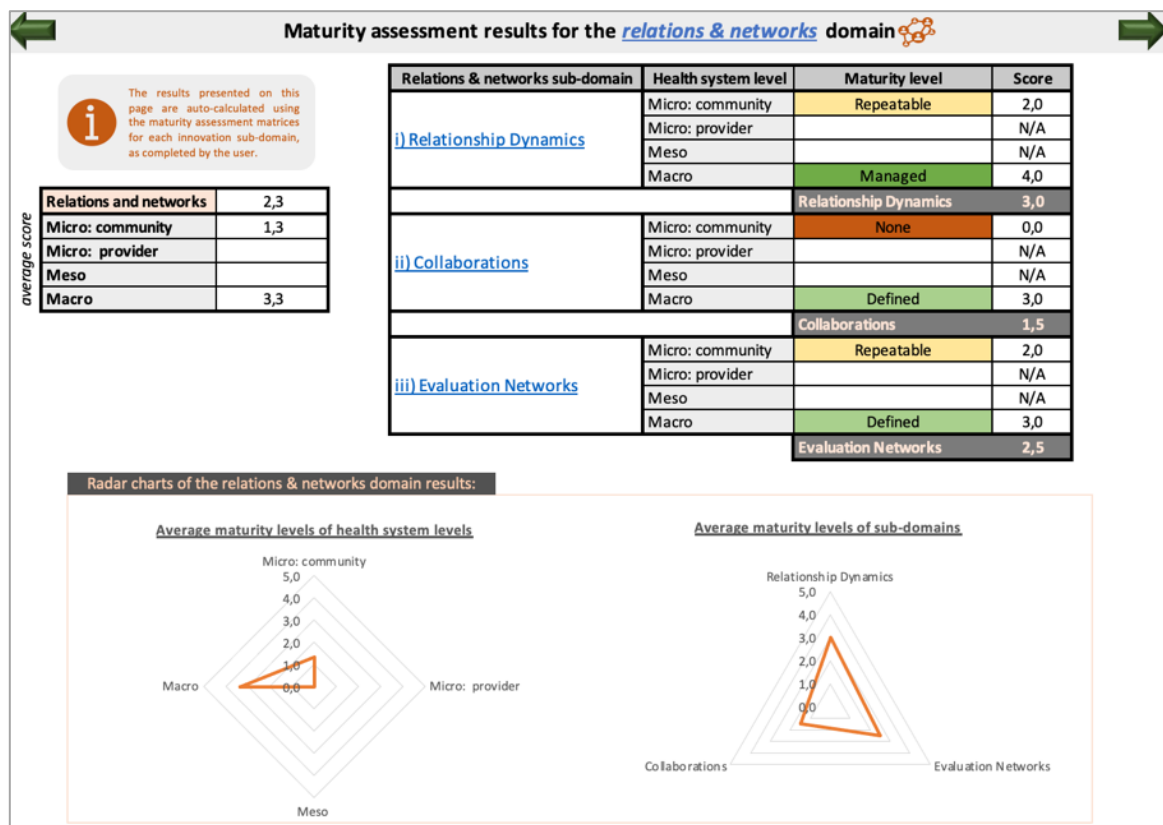 Maturity assessment results for the relations & networks domain
The results presented on this
page are auto-calculated using
the maturity assessment matrices
for each innovation sub-domain,
as completed by the user.
average score
Relations and networks 2,3
Micro: community 1,3
Micro: provider
Meso
Macro 3,3
Relations & networks sub-domain Health system level Maturity level Score
i) Relationship Dynamics
Micro: community Repeatable 2,0
Micro: provider N/A
Meso N/A
Macro Managed 4,0
Relationship Dynamics 3,0
ii) Collaborations
Micro: community None 0,0
Micro: provider N/A
Meso N/A
Macro Defined 3,0
Collaborations 1,5
iii) Evaluation Networks
Micro: community Repeatable 2,0
Micro: provider N/A
Meso N/A
Macro Defined 3,0
Evaluation Networks 2,5
Radar charts of the relations & networks domain results:
Average maturity levels of health system levels
Micro: community
5,0
4,0
3,0
2,0
1,0
0,0
Macro
Micro: provider
Meso
Average maturity levels of sub-domains
Relationship Dynamics
5,0
4,0
3,0
2,0
1,0
0,0
Collaborations
Evaluation Networks